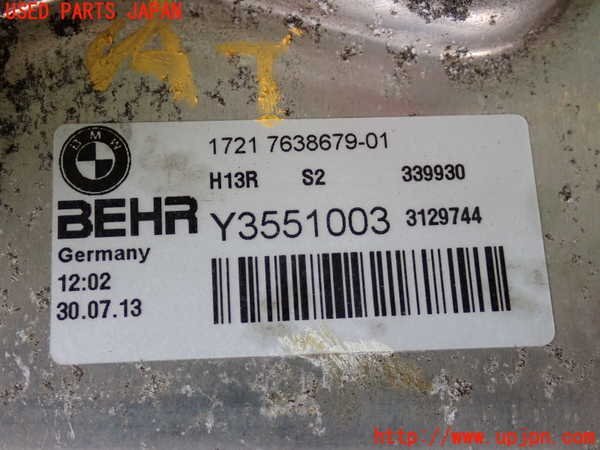 USED PARTS JAPAN
AT
BMW
1721 7638679-01
H13R S2 339930
BEHR Y3551003 3129744
Germany
12:02
30.07.13
http://www.upjpn.com